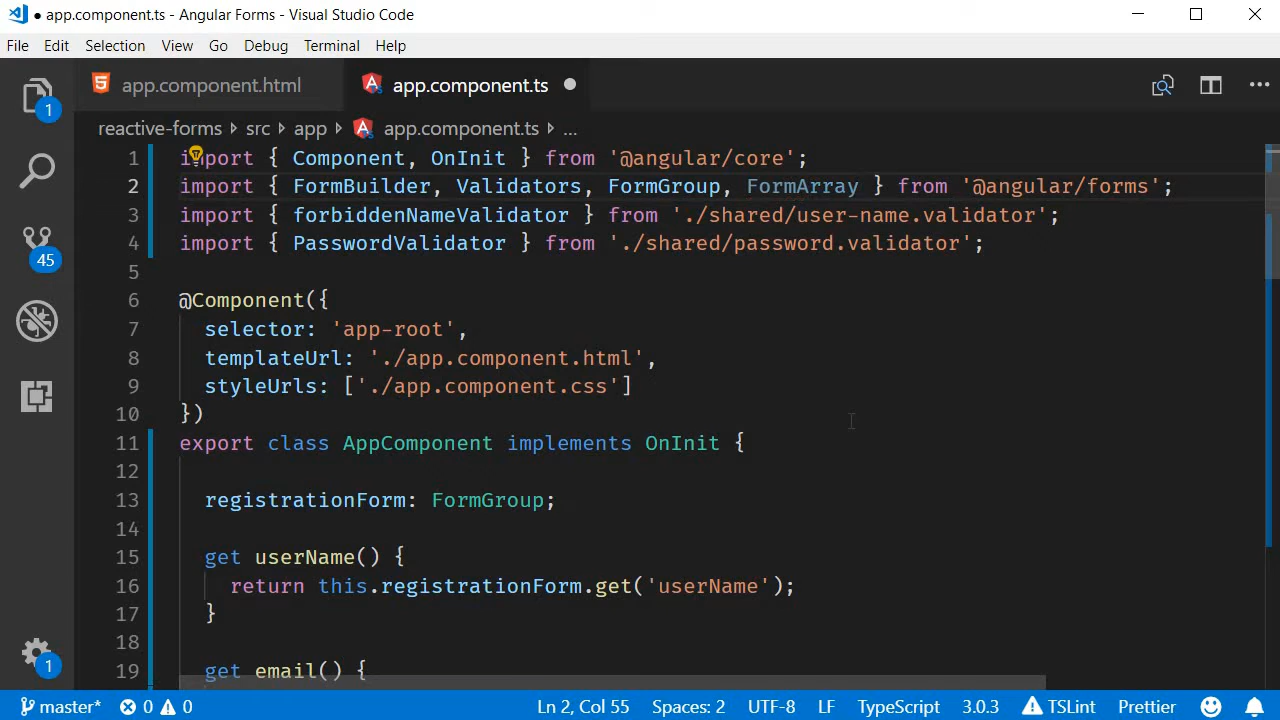 ● app.component.ts - Angular Forms - Visual Studio Code
File Edit Selection View Go Debug Terminal Help
app.component.html app.component.ts ●
reactive-forms ▸ src ▸ app ▸ app.component.ts ▸ ...
1 import { Component, OnInit } from '@angular/core';
2 import { FormBuilder, Validators, FormGroup, FormArray } from '@angular/forms';
3 import { forbiddenNameValidator } from './shared/user-name.validator';
4 import { PasswordValidator } from './shared/password.validator';
5
6 @Component({
7 selector: 'app-root',
8 templateUrl: './app.component.html',
9 styleUrls: ['./app.component.css']
10 })
11 export class AppComponent implements OnInit {
12
13 registrationForm: FormGroup;
14
15 get userName() {
16 return this.registrationForm.get('userName');
17 }
18
19 get email() {
1
45
1
master* 0 0 Ln 2, Col 55 Spaces: 2 UTF-8 LF TypeScript 3.0.3 TSLint Prettier